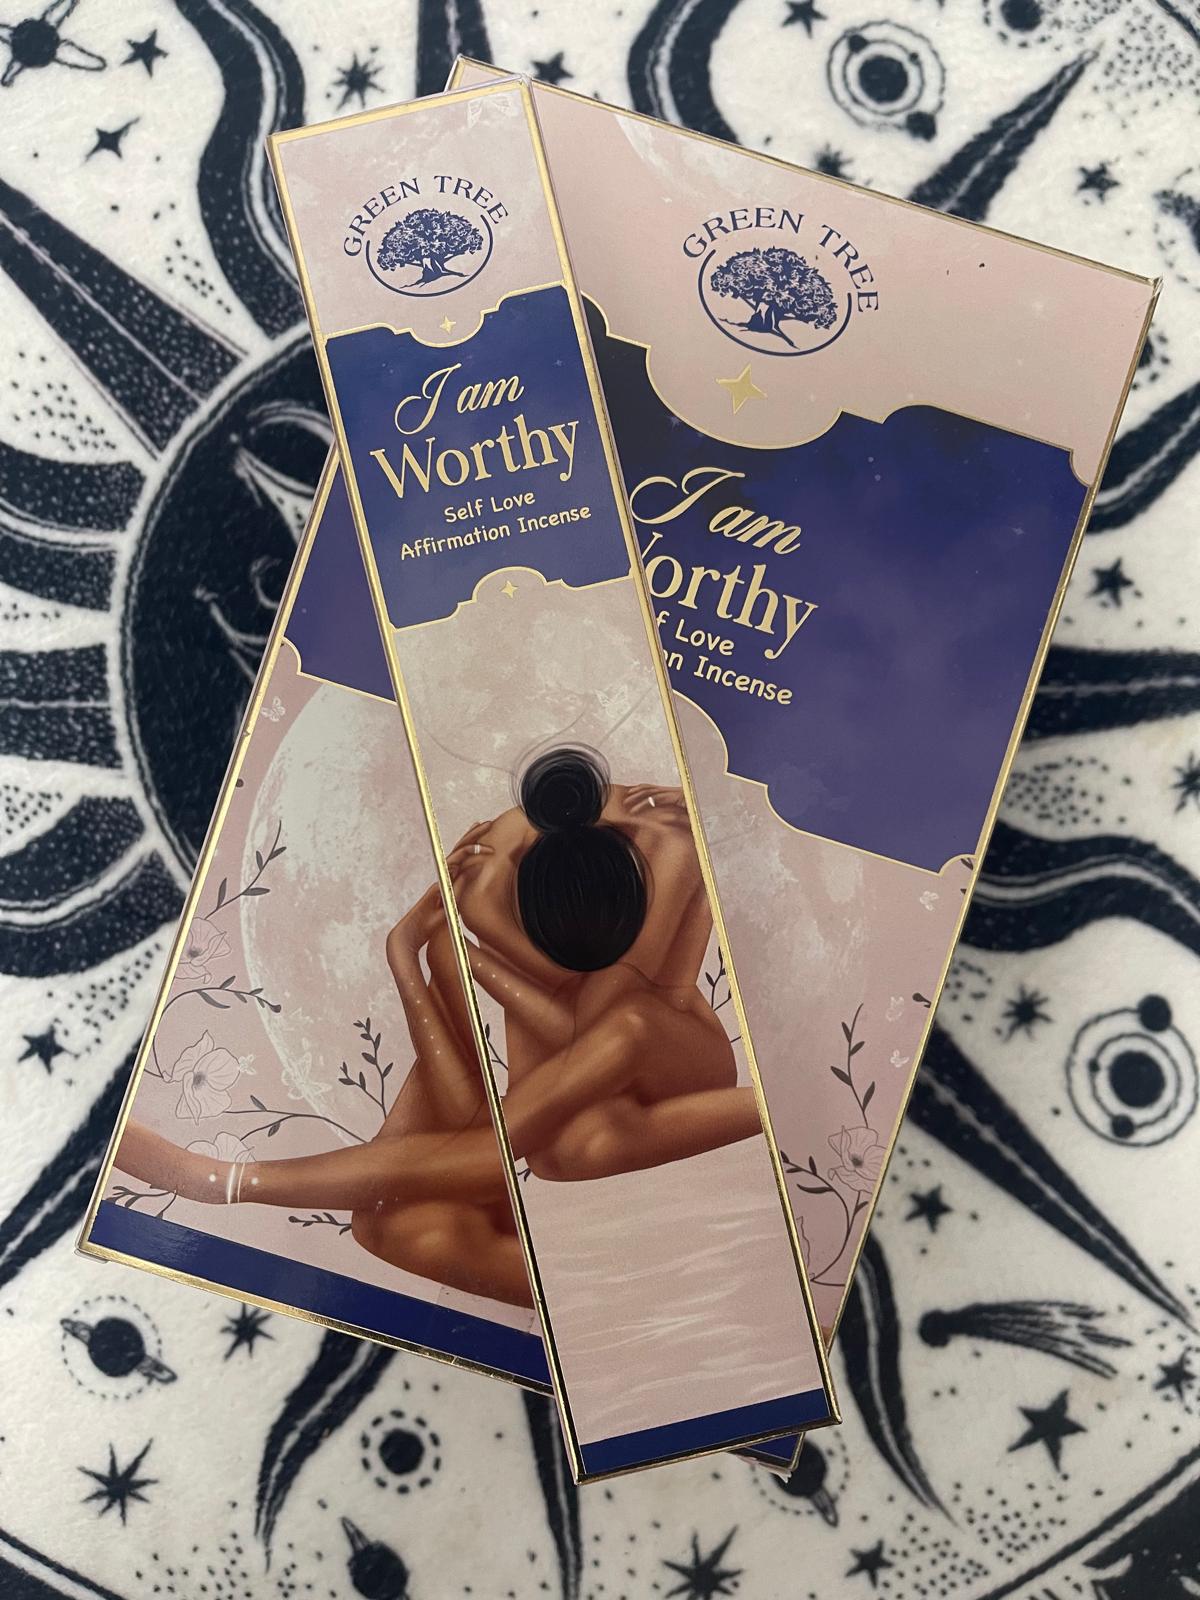 GREEN TREE
I am
Worthy
Self Love
Affirmation Incense
GREEN TREE
I am
orthy
f Love
on Incense